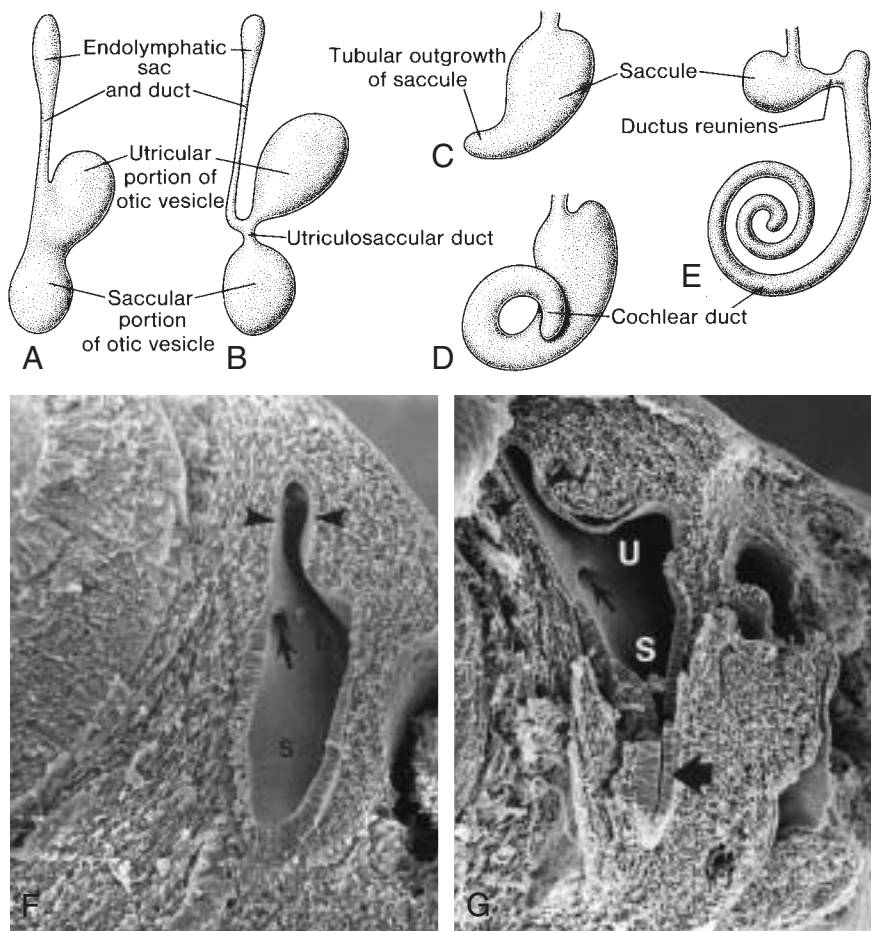 Endolymphatic
sac
and duct
Utricular
portion of
otic vesicle
Utriculosaccular duct
Saccular
portion
of otic vesicle
A
B
Tubular outgrowth
of saccule
Saccule
C
Ductus reuniens
E
Cochlear duct
D
S
F
U
S
G